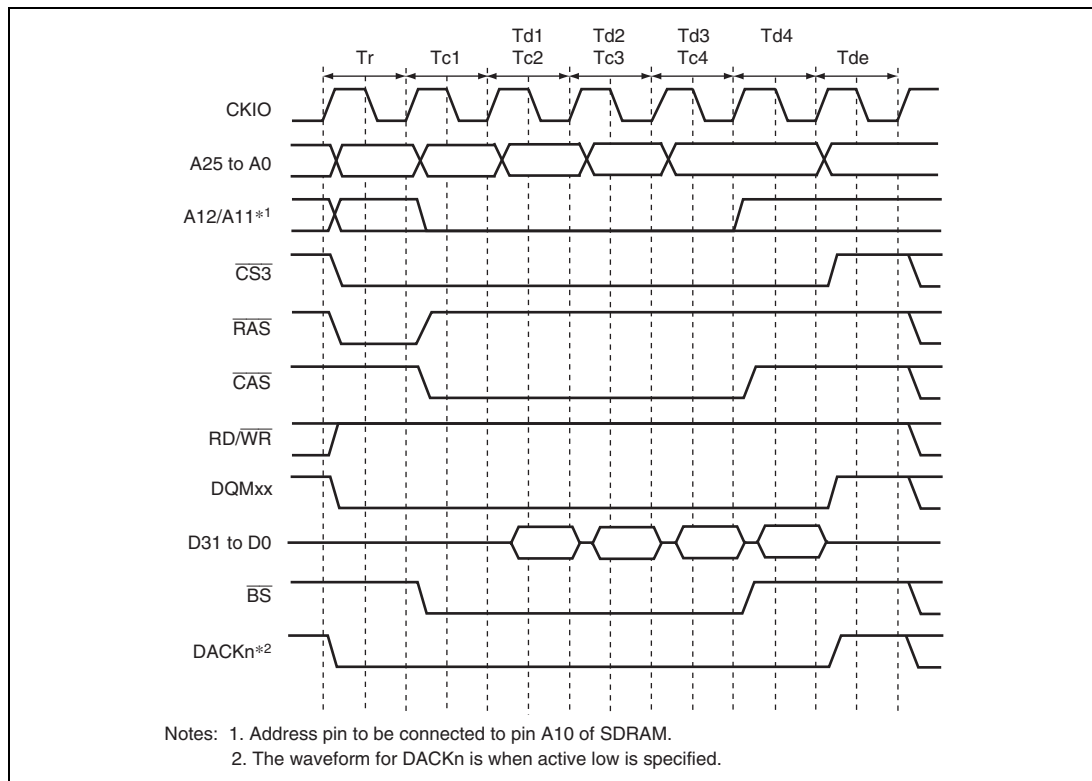 Td1 Td2 Td3 Td4
Tr Tc1 Tc2 Tc3 Tc4 Tde
CKIO
A25 to A0
A12/A11*1
CS3
RAS
CAS
RD/WR
DQMxx
D31 to D0
BS
DACKn*2
Notes: 1. Address pin to be connected to pin A10 of SDRAM.
2. The waveform for DACKn is when active low is specified.